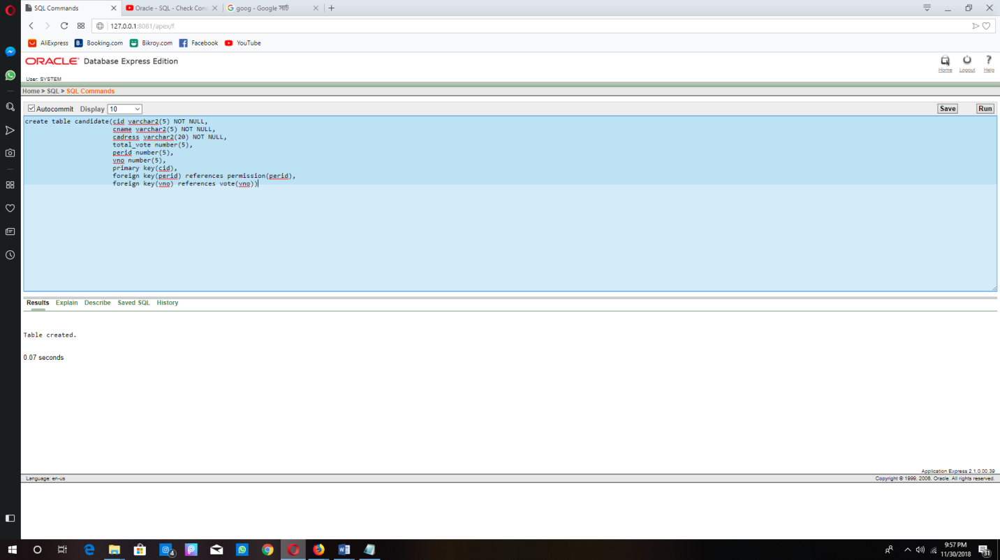 SQL Commands
Oracle - SQL - Check Cons
goog - Google সার্চ
127.0.0.1:8081/apex/f
AliExpress
B. Booking.com
Bikroy.com
Facebook
YouTube
ORACLE® Database Express Edition
Home
Logout
Help
User: SYSTEM
Home > SQL > SQL Commands
Autocommit Display 10
Save
Run
create table candidate(cid varchar2(5) NOT NULL,
cname varchar2(5) NOT NULL,
cadress varchar2(20) NOT NULL,
total_vote number(5),
perid number(5),
vno number(5),
primary key(cid),
foreign key(perid) references permission(perid),
foreign key(vno) references vote(vno))
Results Explain Describe Saved SQL History
Table created.
0.07 seconds
Application Express 2.1.0.00.39
Language: en-us
Copyright © 1999, 2006, Oracle. All rights reserved.
4
9:57 PM
11/30/2018
31